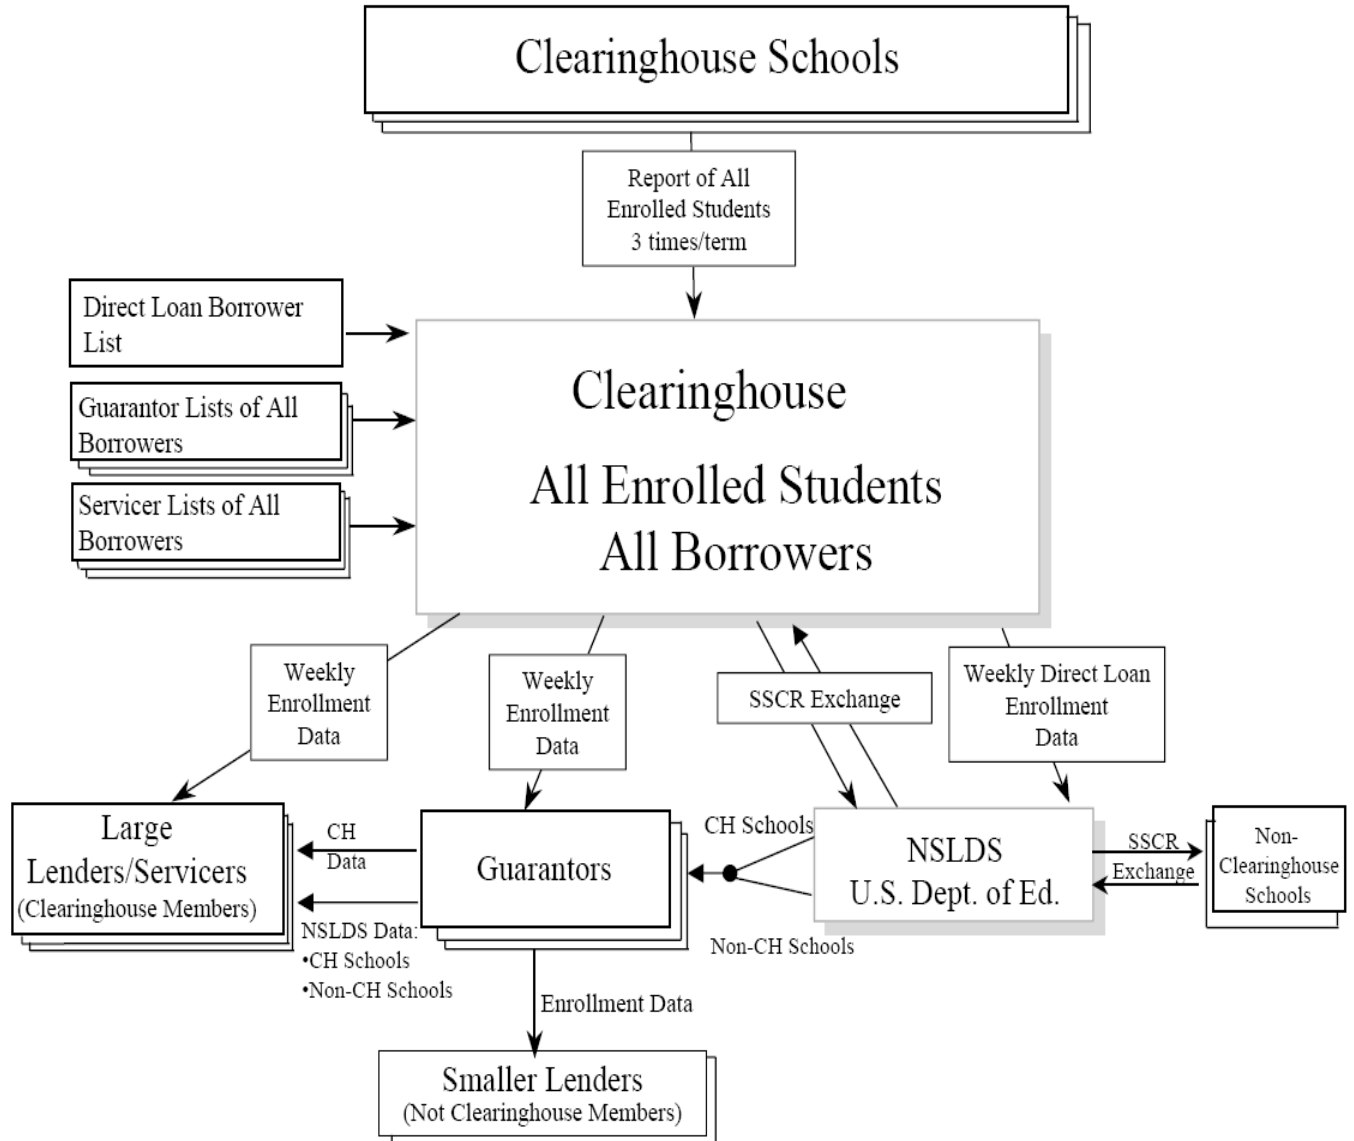 Clearinghouse Schools
Report of All
Enrolled Students
3 times/term
Direct Loan Borrower
List
Guarantor Lists of All
Borrowers
Servicer Lists of All
Borrowers
Clearinghouse
All Enrolled Students
All Borrowers
Weekly
Enrollment
Data
Weekly
Enrollment
Data
SSCR Exchange
Weekly Direct Loan
Enrollment
Data
Large
Lenders/Servicers
(Clearinghouse Members)
CH
Data
NSLDS Data:
•CH Schools
•Non-CH Schools
Guarantors
CH Schools
Non-CH Schools
NSLDS
U.S. Dept. of Ed.
SSCR
Exchange
Non-
Clearinghouse
Schools
Enrollment Data
Smaller Lenders
(Not Clearinghouse Members)